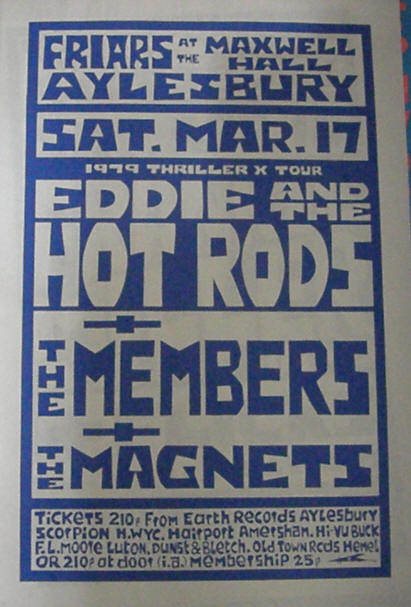 FRIARS AT THE MAXWELL HALL
AYLESBURY
SAT. MAR. 17
1979 THRILLER X TOUR
EDDIE AND THE
HOT RODS
+
THE MEMBERS
+
THE MAGNETS
TICKETS 210p From Earth Records AYLESbury
Scorpion H.Wyc, Hairport Amersham. Hi-Vu Buck
F.L.Moore Luton, Dunst & Bletch. Old Town Rcds Hemel
OR 210p at door (i.a.) Membership 25p